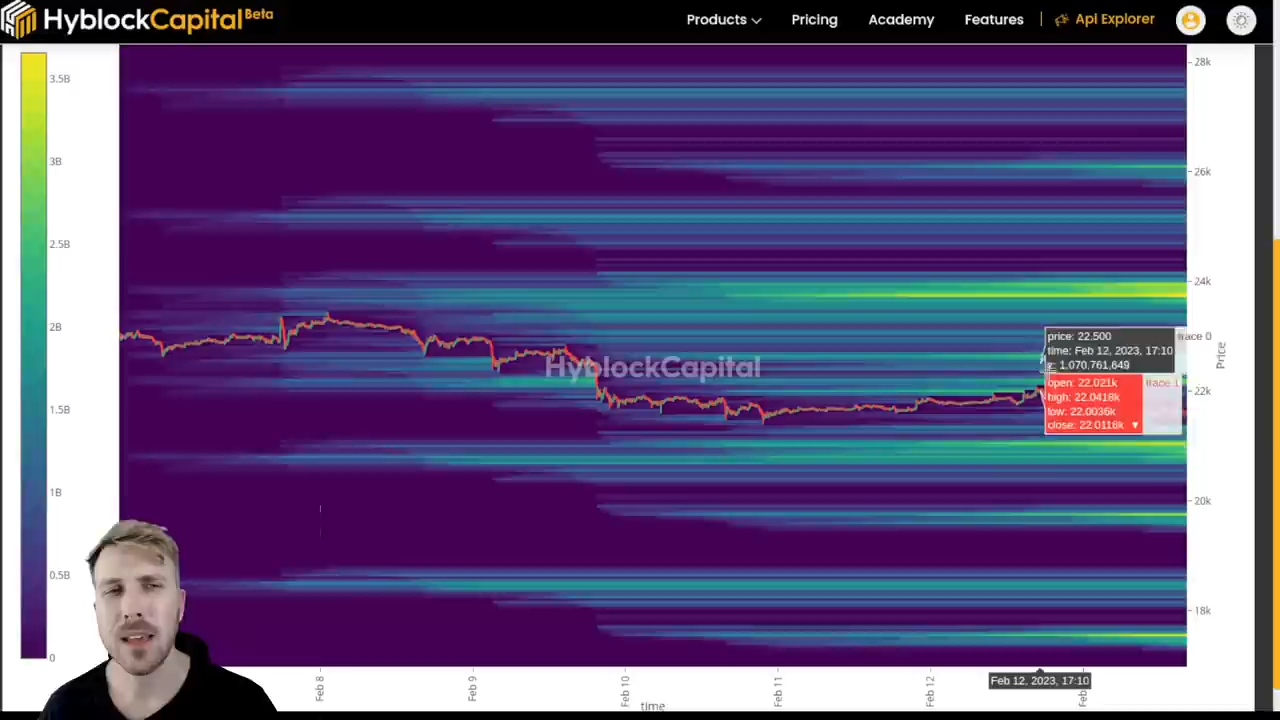 HyblockCapital Beta
Products Pricing Academy Features Api Explorer
3.5B
3B
2.5B
2B
1.5B
1B
0.5B
0
HyblockCapital
28k
26k
24k
22k
20k
18k
Price
price: 22.500
time: Feb 12, 2023, 17:10
z: 1,070,761,649
trace 0
open: 22.021k
high: 22.0418k
low: 22.0036k
close: 22.0116k ▼
trace 1
Feb 8
Feb 9
Feb 10
Feb 11
Feb 12
Feb 12, 2023, 17:10
time